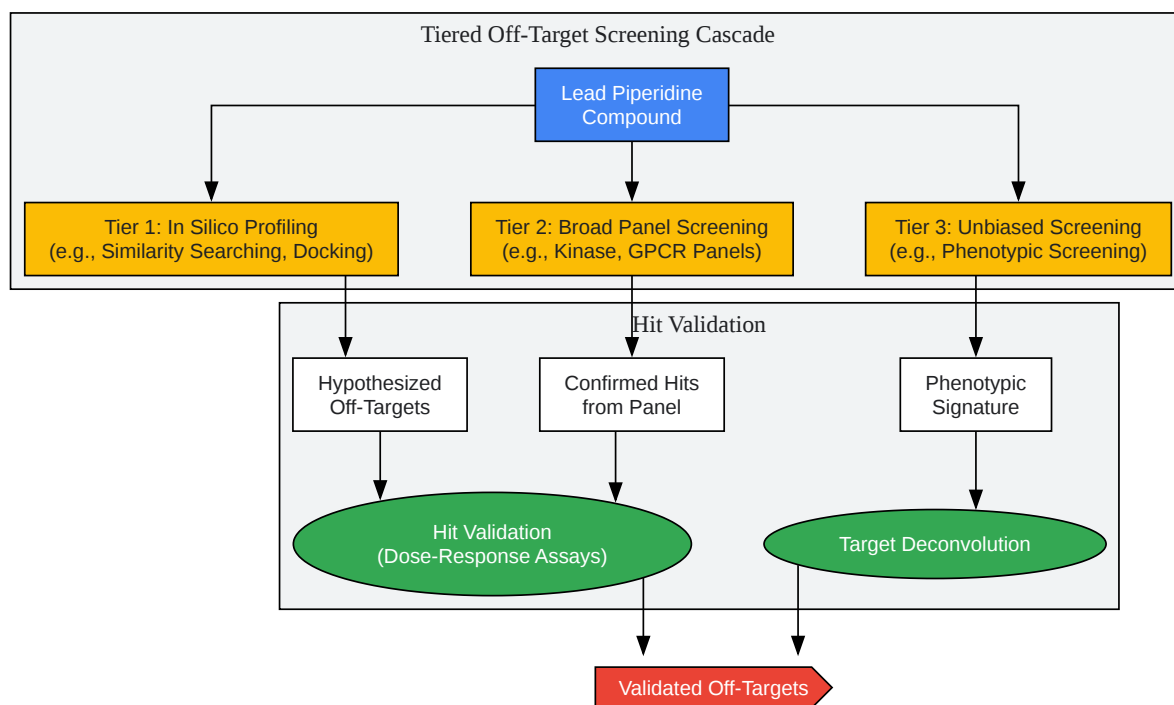 Tiered Off-Target Screening Cascade
Lead Piperidine
Compound
Tier 1: In Silico Profiling
(e.g., Similarity Searching, Docking)
Tier 2: Broad Panel Screening
(e.g., Kinase, GPCR Panels)
Tier 3: Unbiased Screening
(e.g., Phenotypic Screening)
Hit Validation
Hypothesized
Off-Targets
Confirmed Hits
from Panel
Phenotypic
Signature
Hit Validation
(Dose-Response Assays)
Target Deconvolution
Validated Off-Targets